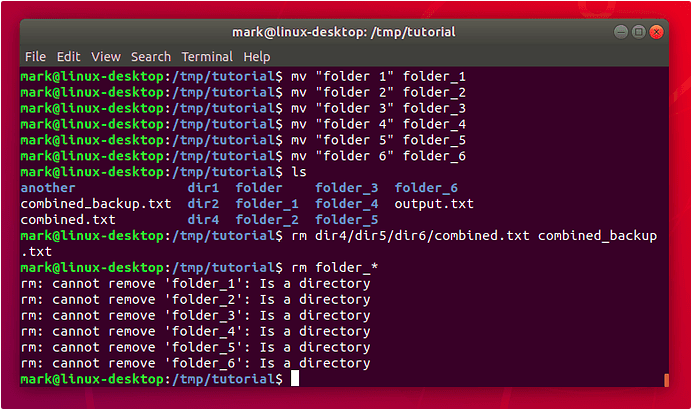 mark@linux-desktop: /tmp/tutorial
File Edit View Search Terminal Help
mark@linux-desktop:/tmp/tutorial$ mv "folder 1" folder_1
mark@linux-desktop:/tmp/tutorial$ mv "folder 2" folder_2
mark@linux-desktop:/tmp/tutorial$ mv "folder 3" folder_3
mark@linux-desktop:/tmp/tutorial$ mv "folder 4" folder_4
mark@linux-desktop:/tmp/tutorial$ mv "folder 5" folder_5
mark@linux-desktop:/tmp/tutorial$ mv "folder 6" folder_6
mark@linux-desktop:/tmp/tutorial$ ls
another dir1 folder folder_3 folder_6
combined_backup.txt dir2 folder_1 folder_4 output.txt
combined.txt dir4 folder_2 folder_5
mark@linux-desktop:/tmp/tutorial$ rm dir4/dir5/dir6/combined.txt combined_backup
.txt
mark@linux-desktop:/tmp/tutorial$ rm folder_*
rm: cannot remove 'folder_1': Is a directory
rm: cannot remove 'folder_2': Is a directory
rm: cannot remove 'folder_3': Is a directory
rm: cannot remove 'folder_4': Is a directory
rm: cannot remove 'folder_5': Is a directory
rm: cannot remove 'folder_6': Is a directory
mark@linux-desktop:/tmp/tutorial$